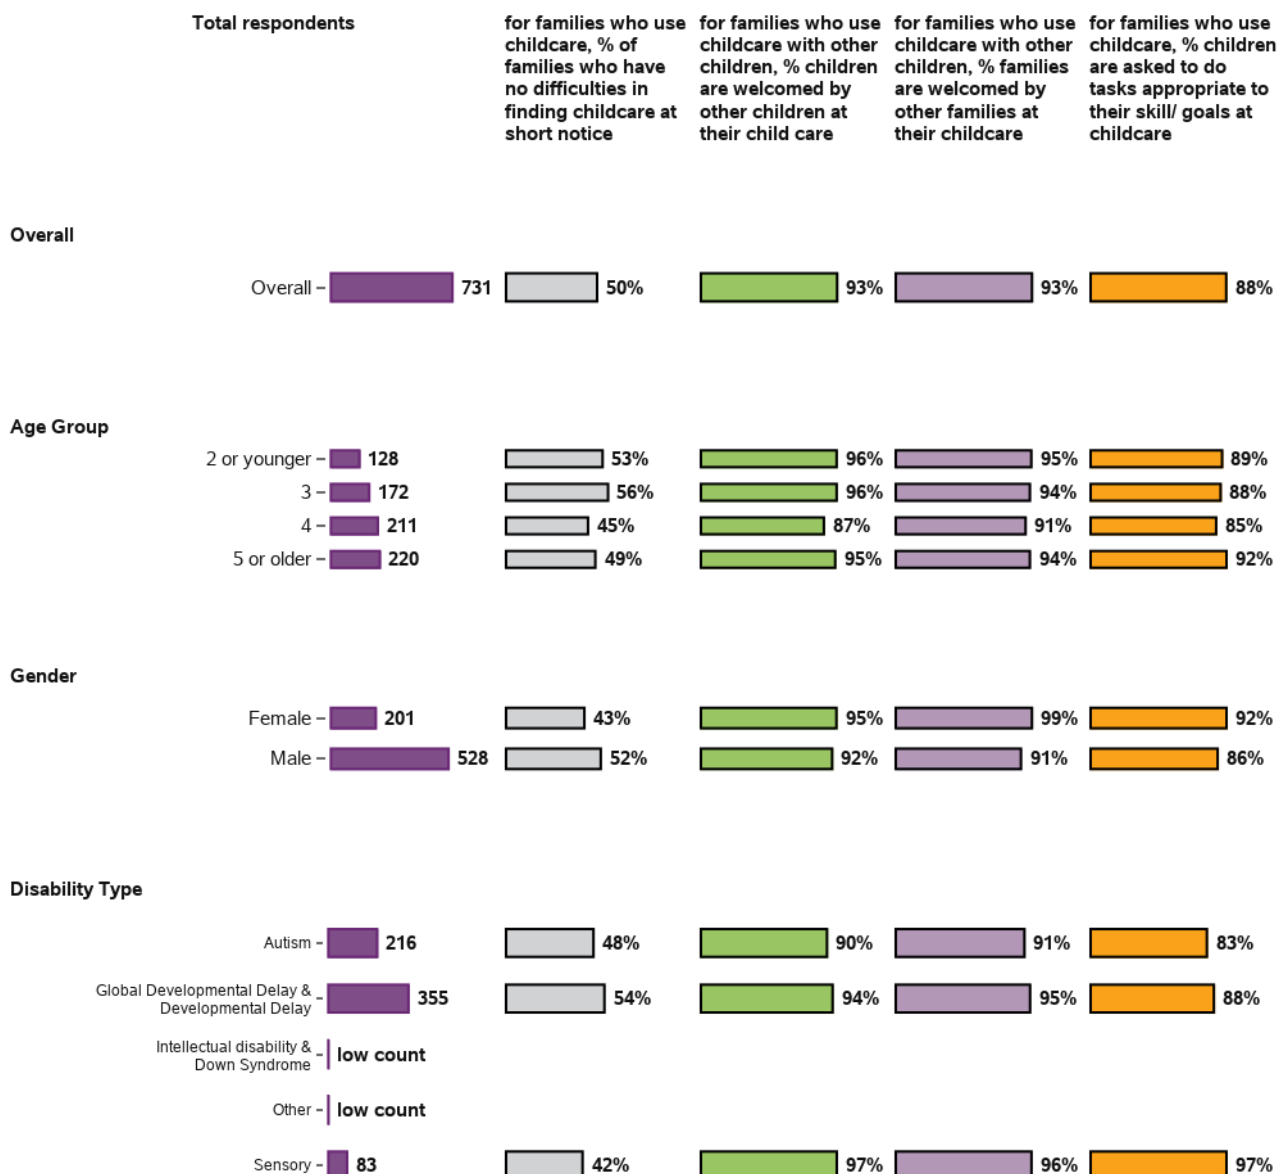 Total respondents
for families who use childcare, % of families who have no difficulties in finding childcare at short notice
for families who use childcare with other children, % children are welcomed by other children at their child care
for families who use childcare with other children, % families are welcomed by other families at their childcare
for families who use childcare, % children are asked to do tasks appropriate to their skill/ goals at childcare
Overall
Overall 731 50% 93% 93% 88%
Age Group
2 or younger 128 53% 96% 95% 89%
3 172 56% 96% 94% 88%
4 211 45% 87% 91% 85%
5 or older 220 49% 95% 94% 92%
Gender
Female 201 43% 95% 99% 92%
Male 528 52% 92% 91% 86%
Disability Type
Autism 216 48% 90% 91% 83%
Global Developmental Delay &
Developmental Delay 355 54% 94% 95% 88%
Intellectual disability &
Down Syndrome low count
Other low count
Sensory 83 42% 97% 96% 97%